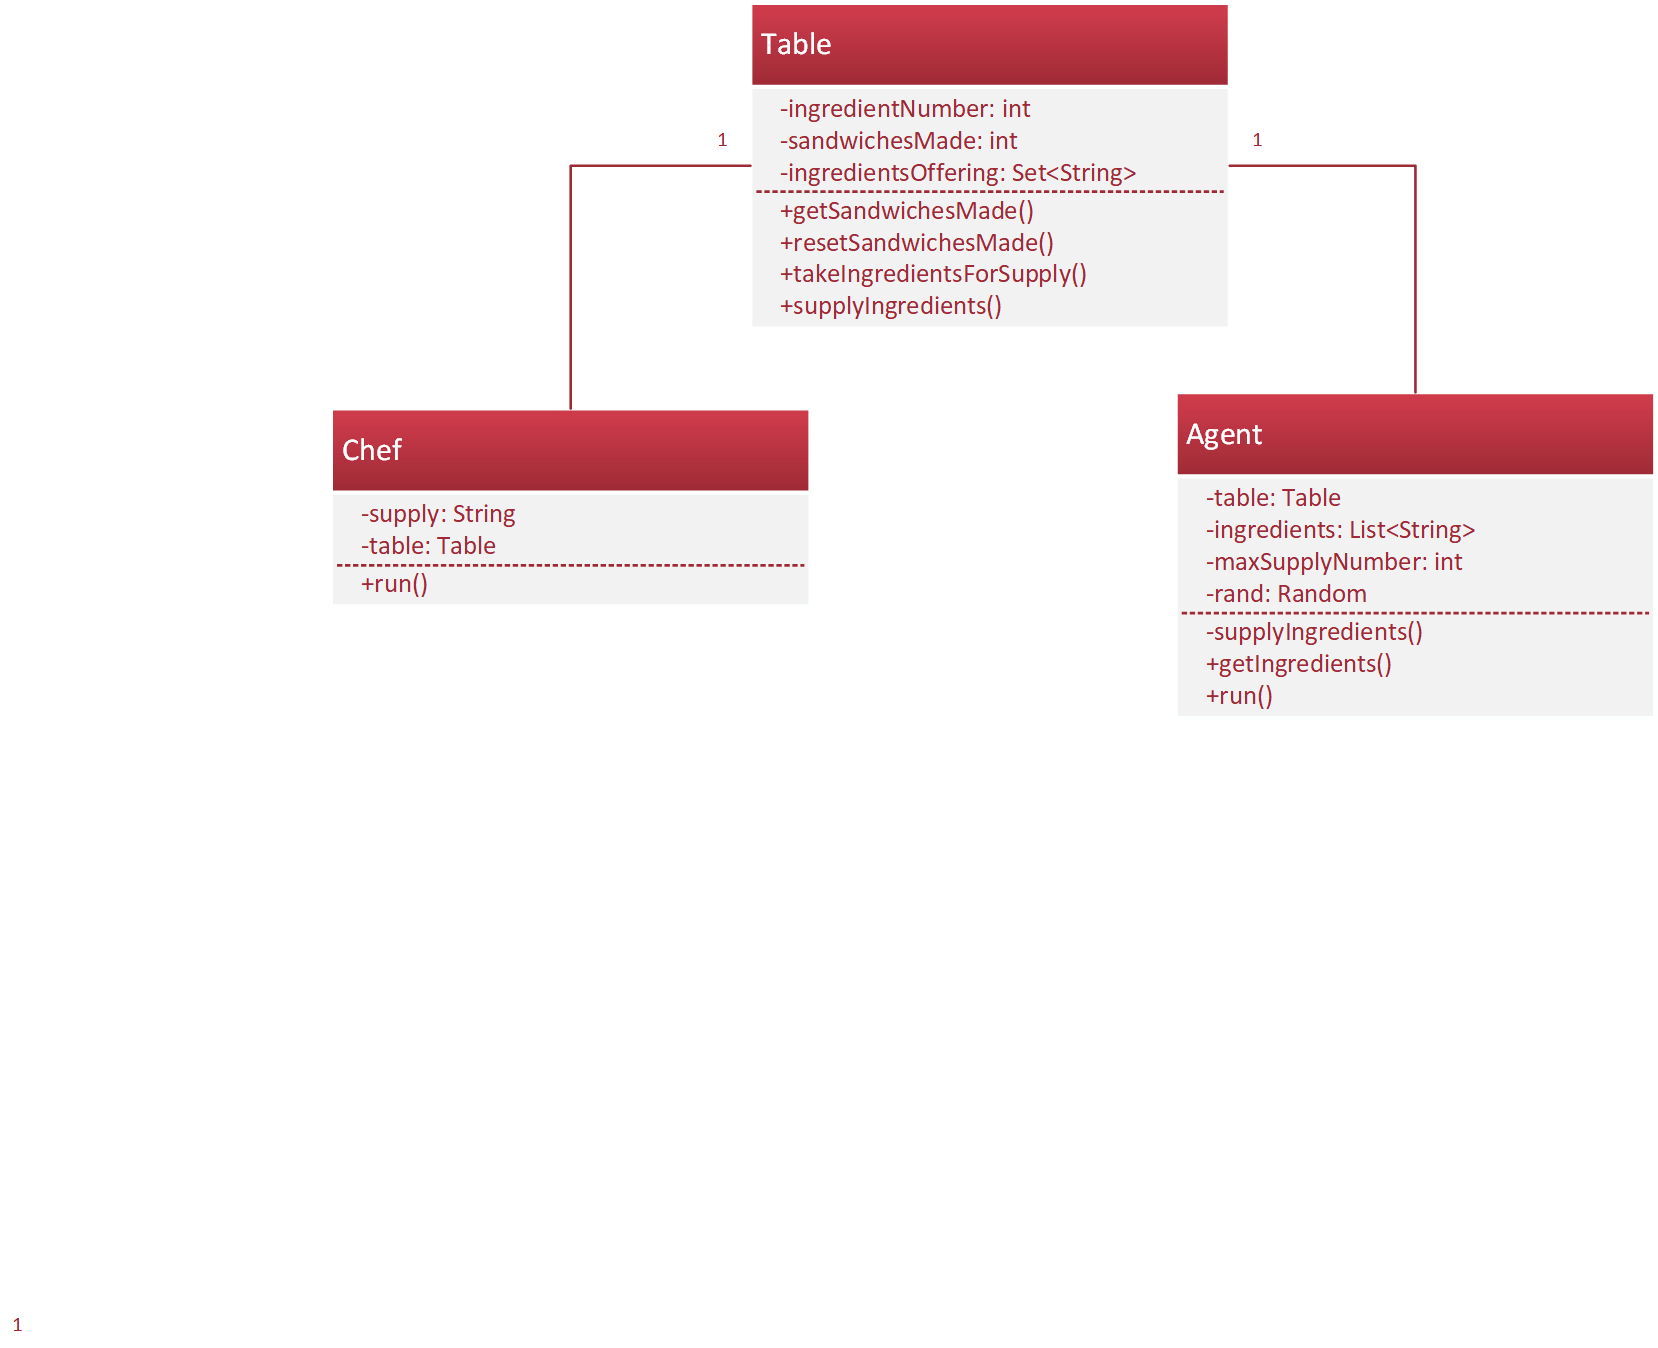 Table
-ingredientNumber: int
-sandwichesMade: int
-ingredientsOffering: Set<String>
+getSandwichesMade()
+resetSandwichesMade()
+takeIngredientsForSupply()
+supplyIngredients()
1
1
Chef
-supply: String
-table: Table
+run()
Agent
-table: Table
-ingredients: List<String>
-maxSupplyNumber: int
-rand: Random
-supplyIngredients()
+getIngredients()
+run()
1